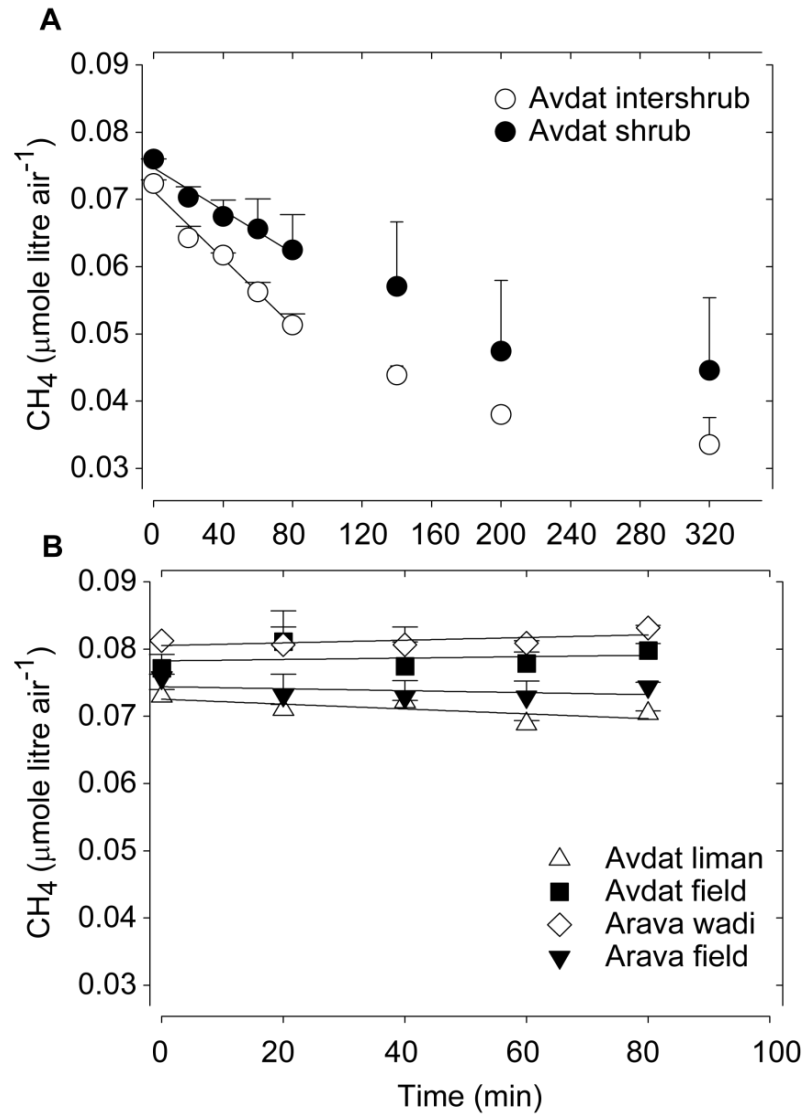 A
0.09
0.08
0.07
0.06
0.05
0.04
0.03
CH4 (μmole litre air-1)
Avdat intershrub
Avdat shrub
0 40 80 120 160 200 240 280 320
B
0.09
0.08
0.07
0.06
0.05
0.04
0.03
CH4 (μmole litre air-1)
Avdat liman
Avdat field
Arava wadi
Arava field
0 20 40 60 80 100
Time (min)